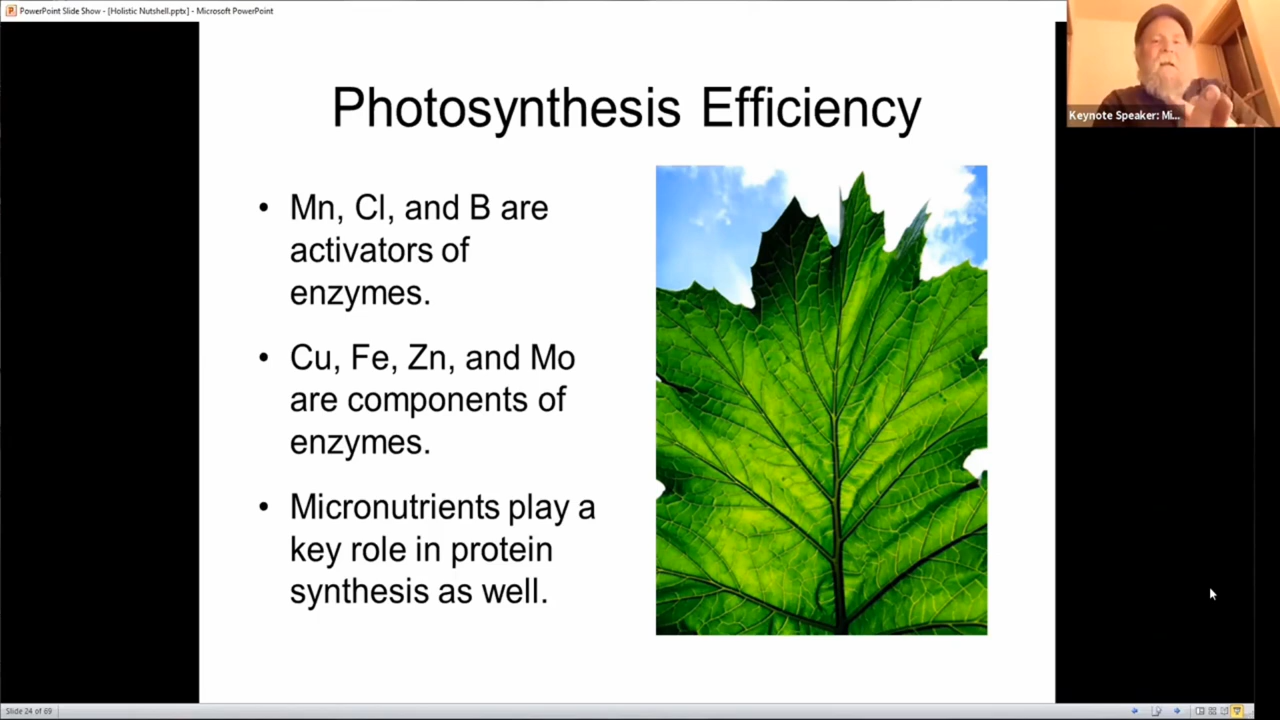 PowerPoint Slide Show - [Holistic Nutshell.pptx] - Microsoft PowerPoint
Keynote Speaker: Mi...
Photosynthesis Efficiency
• Mn, Cl, and B are
activators of
enzymes.
• Cu, Fe, Zn, and Mo
are components of
enzymes.
• Micronutrients play a
key role in protein
synthesis as well.
Slide 24 of 69